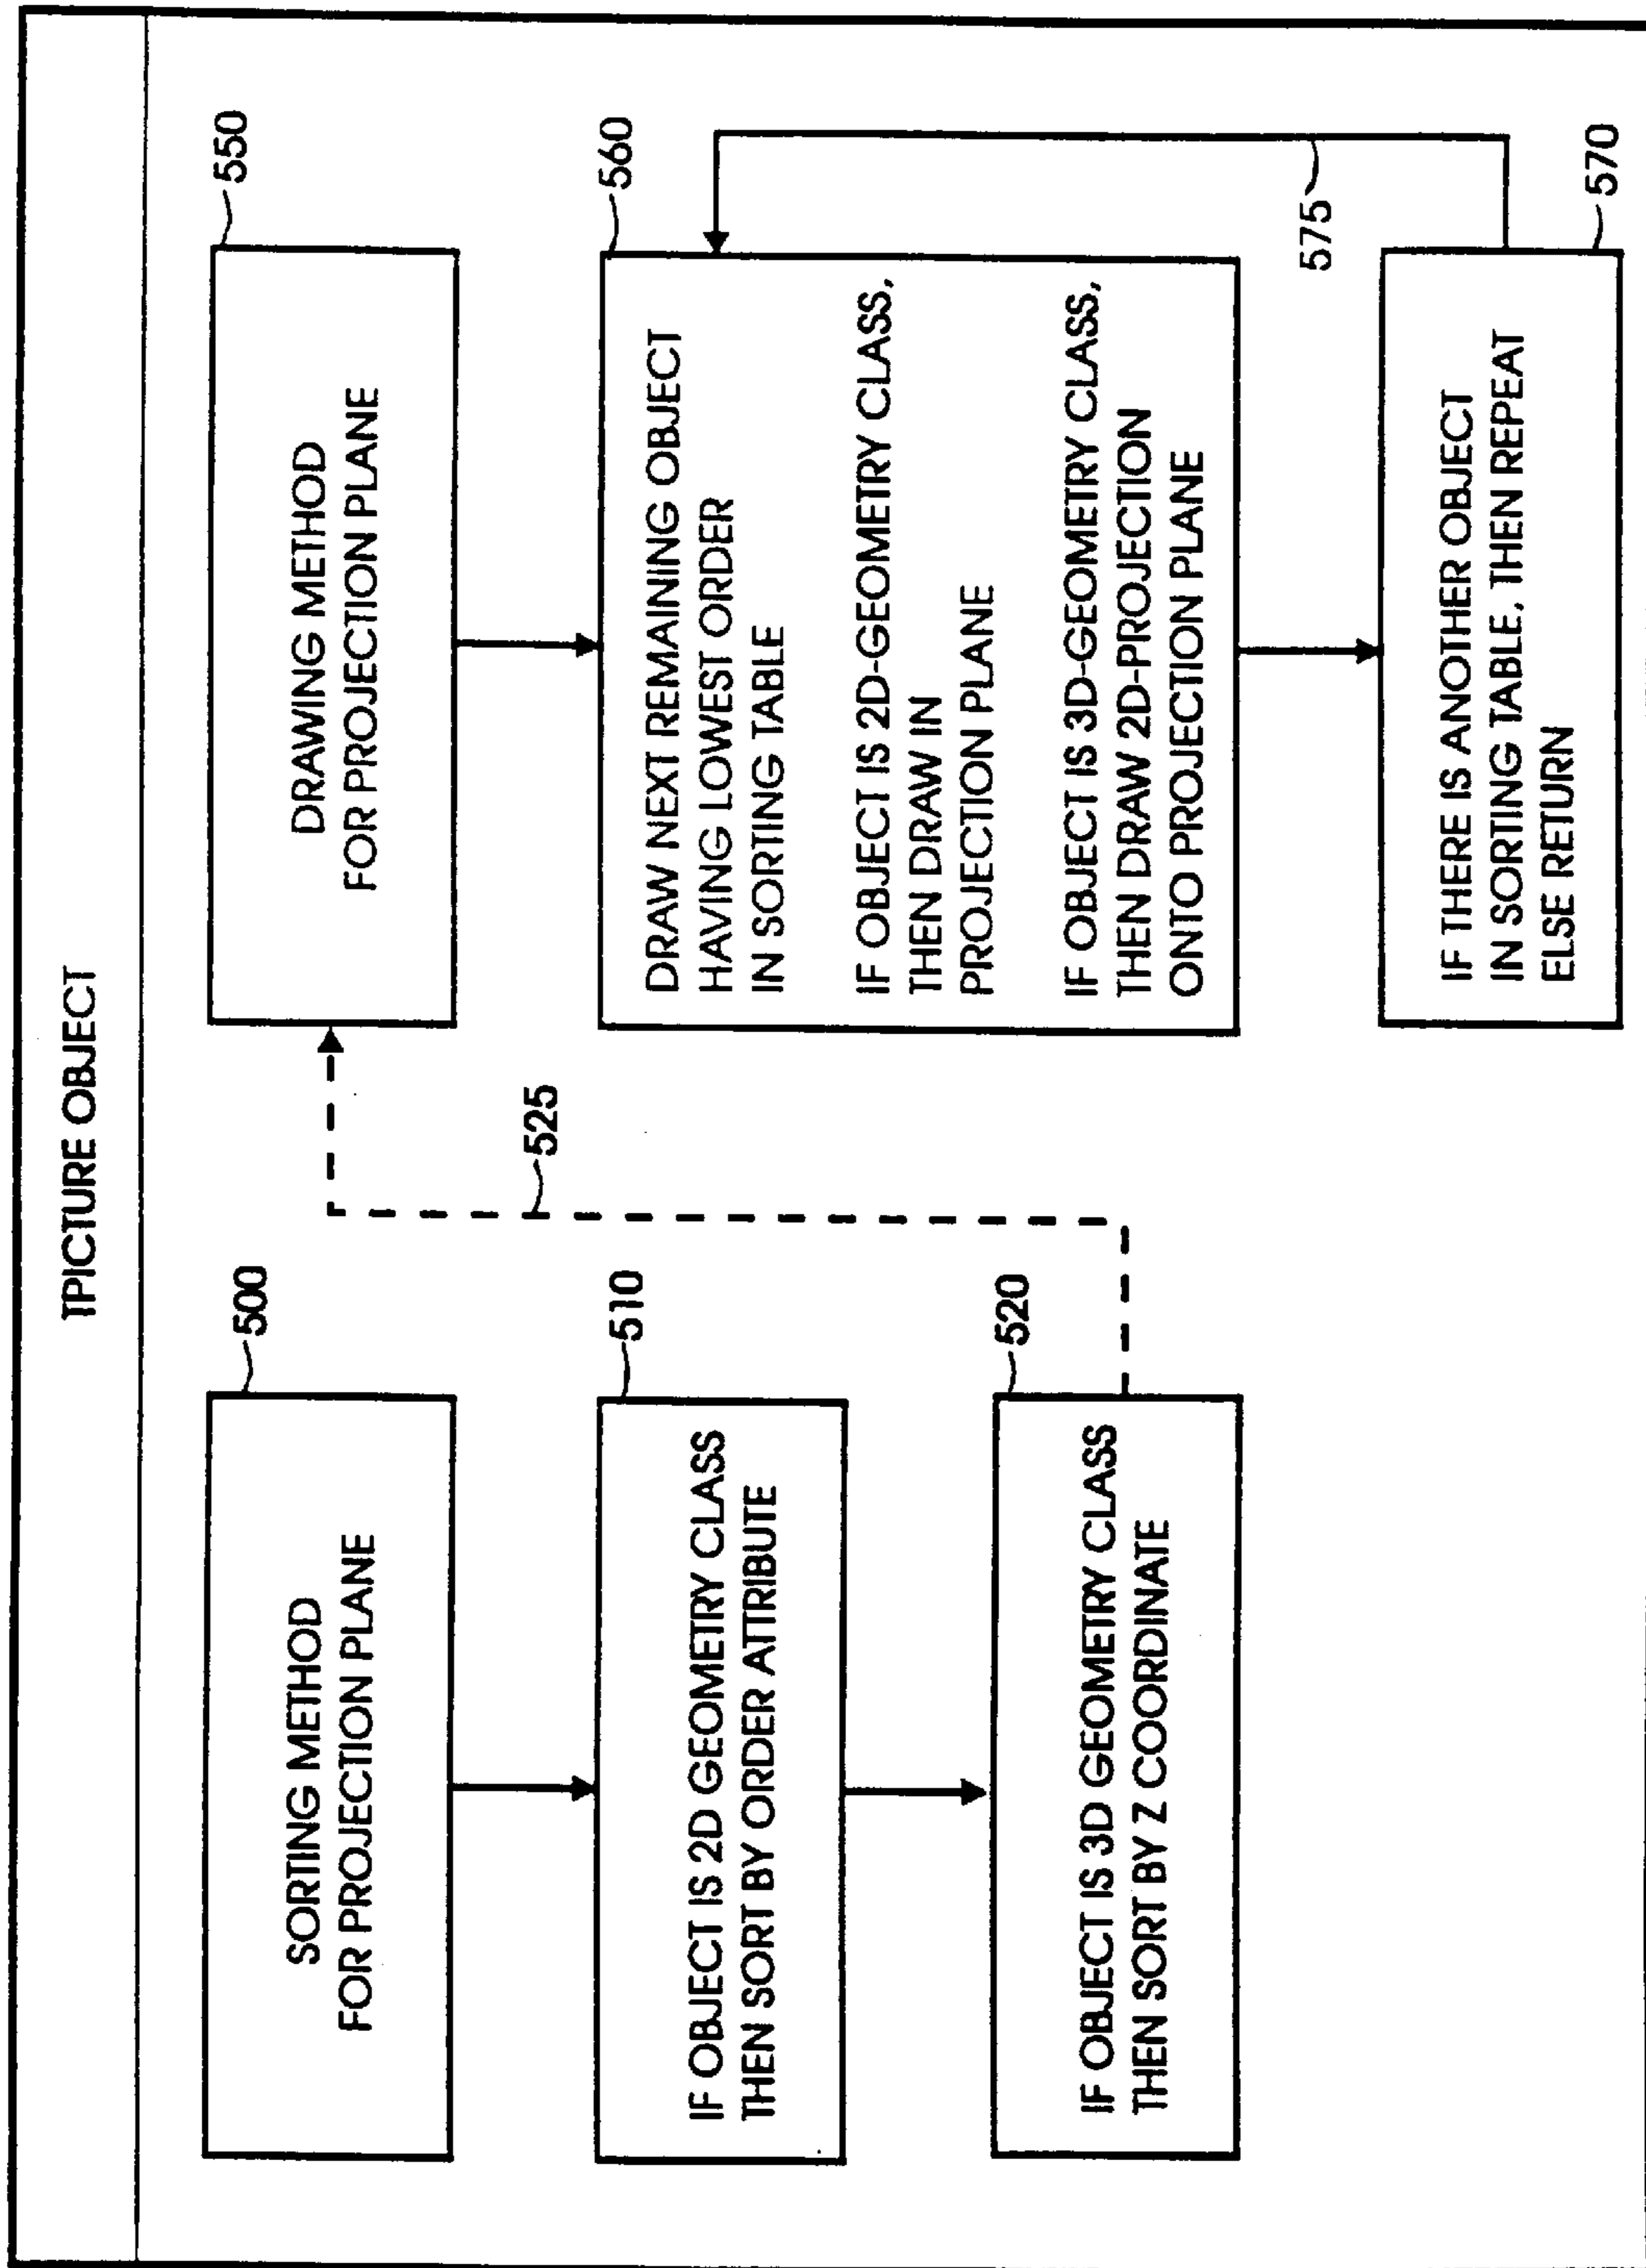 TPICTURE OBJECT
500
SORTING METHOD
FOR PROJECTION PLANE
510
IF OBJECT IS 2D GEOMETRY CLASS
THEN SORT BY ORDER ATTRIBUTE
520
IF OBJECT IS 3D GEOMETRY CLASS
THEN SORT BY Z COORDINATE
525
550
DRAWING METHOD
FOR PROJECTION PLANE
560
DRAW NEXT REMAINING OBJECT
HAVING LOWEST ORDER
IN SORTING TABLE
IF OBJECT IS 2D-GEOMETRY CLASS,
THEN DRAW IN
PROJECTION PLANE
IF OBJECT IS 3D-GEOMETRY CLASS,
THEN DRAW 2D-PROJECTION
ONTO PROJECTION PLANE
575
570
IF THERE IS ANOTHER OBJECT
IN SORTING TABLE, THEN REPEAT
ELSE RETURN